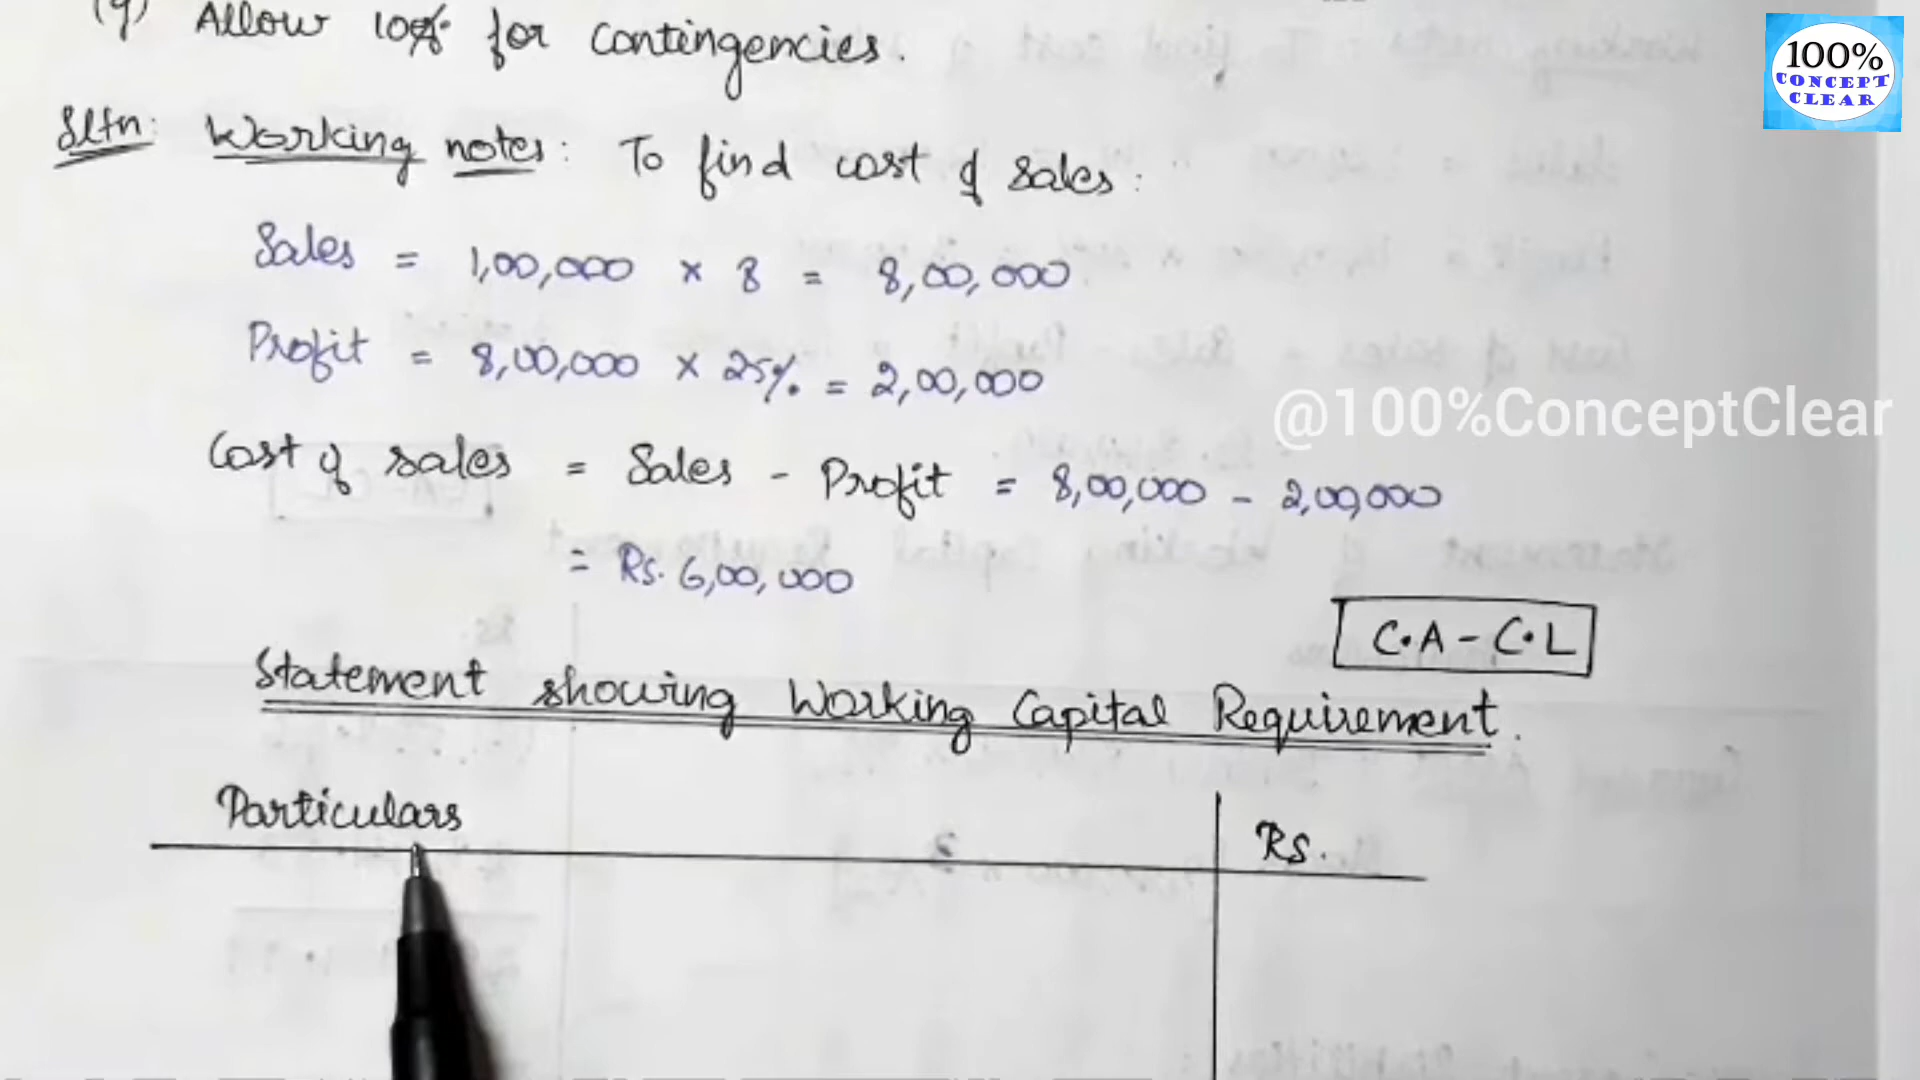 Allow 10% for contingencies.
100%
CONCEPT
CLEAR
Sltn: Working notes: To find cost of sales:
Sales = 1,00,000 × 8 = 8,00,000
Profit = 8,00,000 × 25% = 2,00,000
@100%ConceptClear
Cost of sales = Sales - Profit = 8,00,000 - 2,00,000
= Rs. 6,00,000
C.A - C.L
Statement showing Working Capital Requirement.
Particulars Rs.